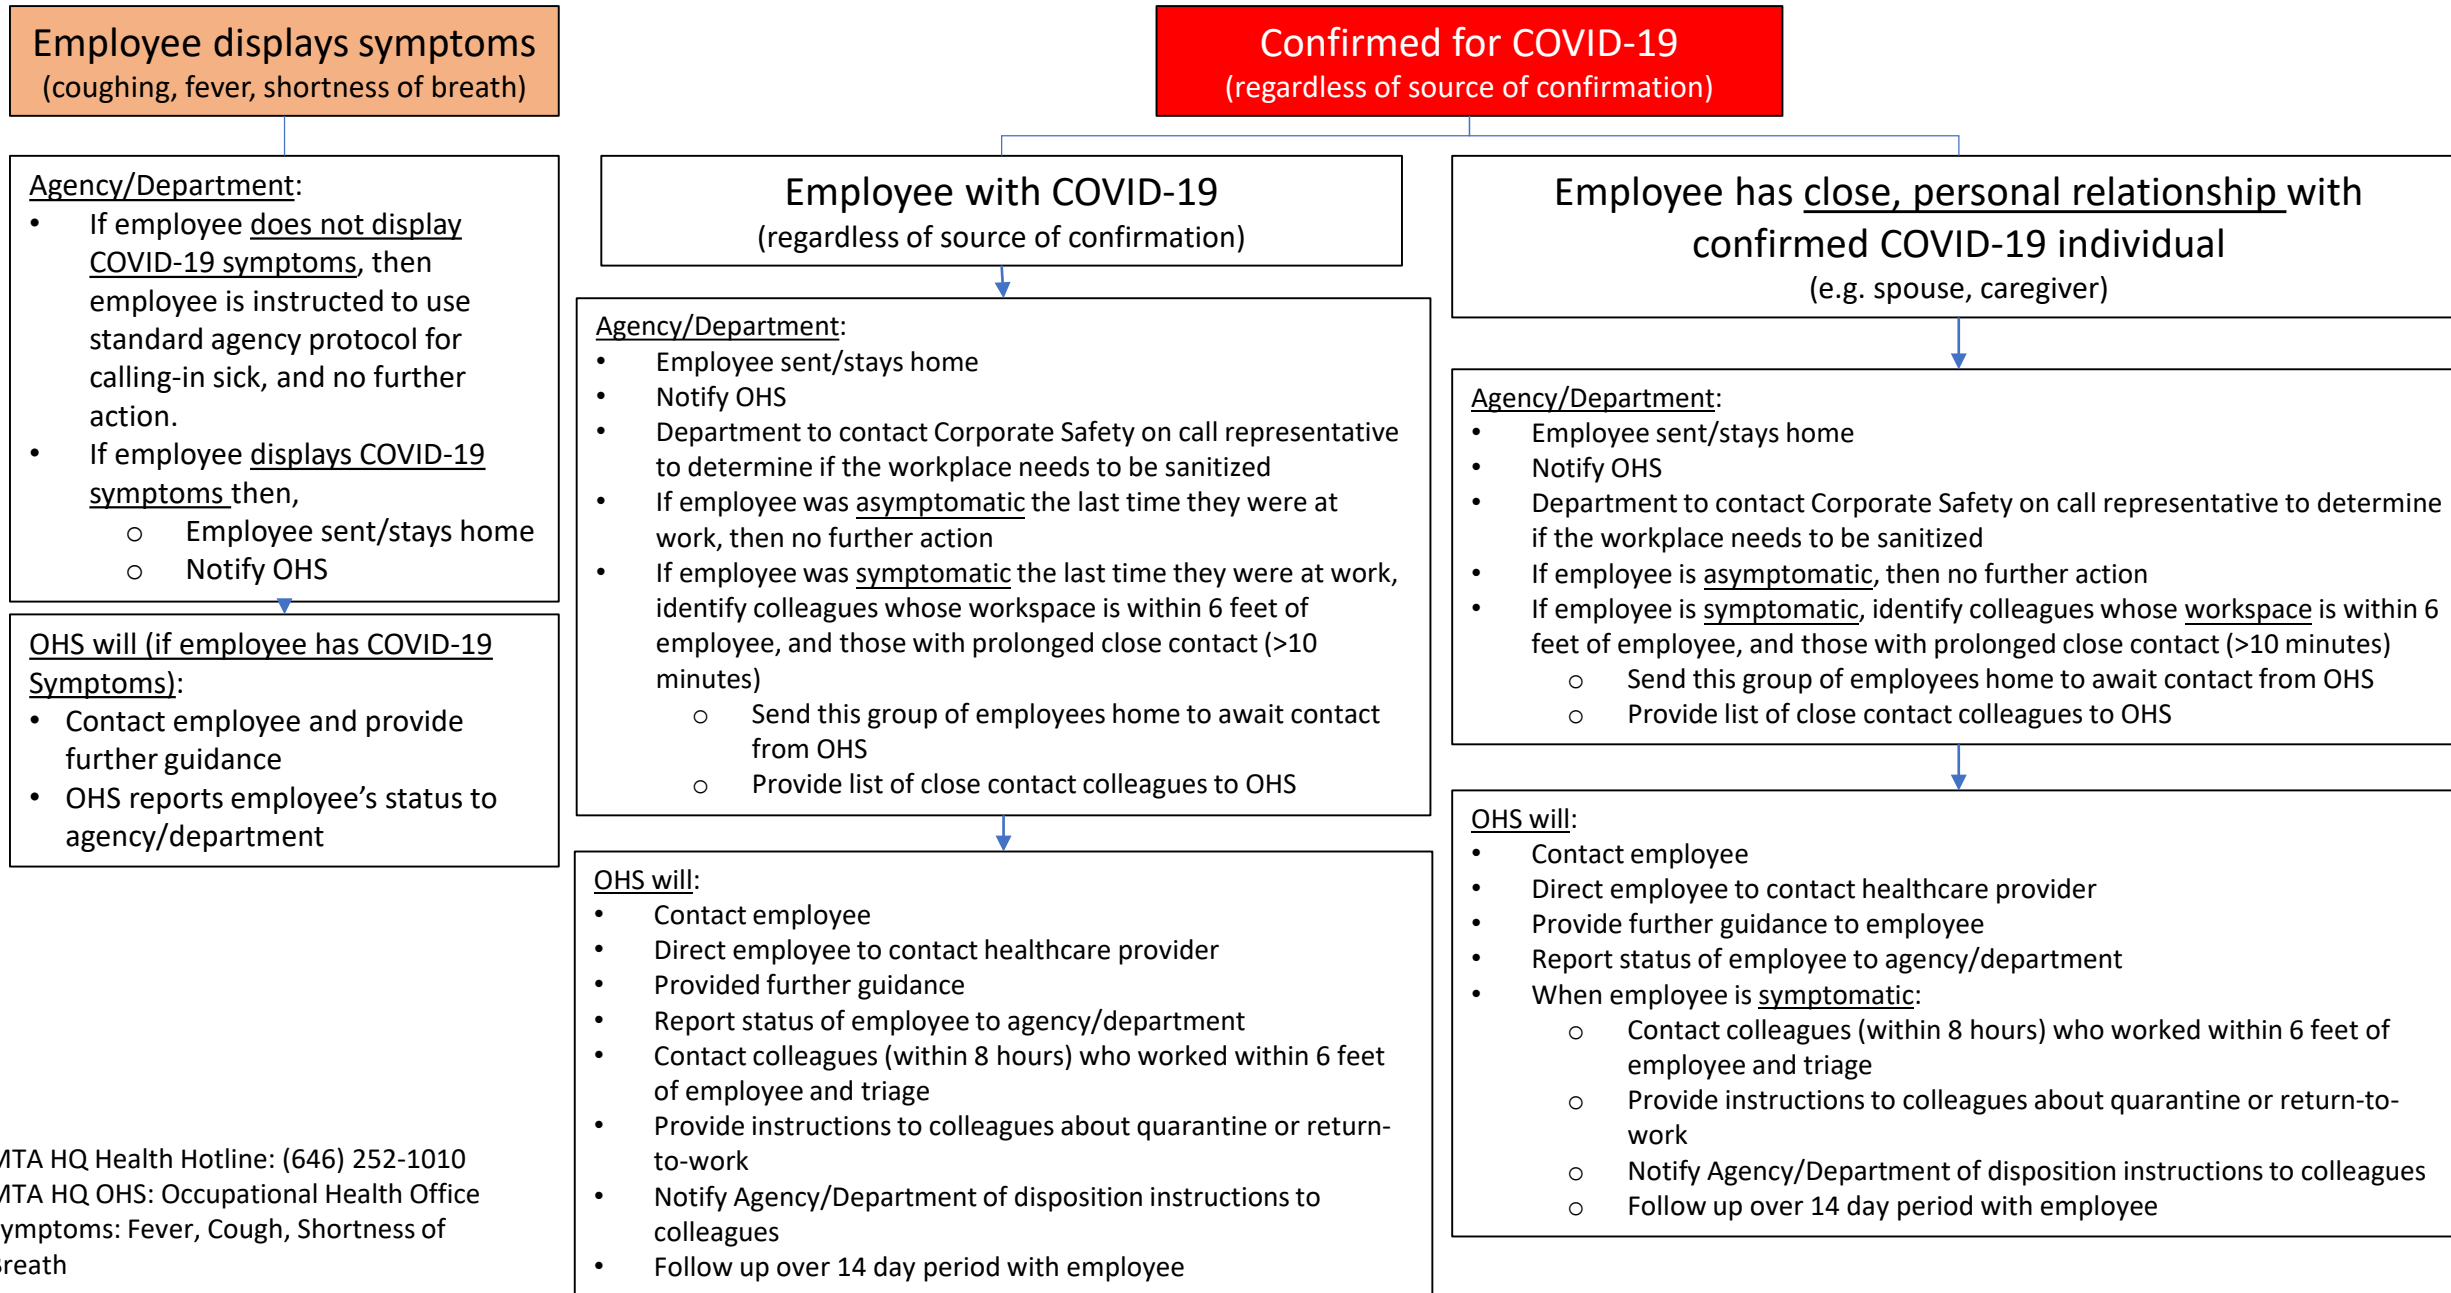 Employee displays symptoms
(coughing, fever, shortness of breath)
Agency/Department:
• If employee does not display
COVID-19 symptoms, then
employee is instructed to use
standard agency protocol for
calling-in sick, and no further
action.
• If employee displays COVID-19
symptoms then,
o Employee sent/stays home
o Notify OHS
OHS will (if employee has COVID-19
Symptoms):
• Contact employee and provide
further guidance
• OHS reports employee’s status to
agency/department
Confirmed for COVID-19
(regardless of source of confirmation)
Employee with COVID-19
(regardless of source of confirmation)
Agency/Department:
• Employee sent/stays home
• Notify OHS
• Department to contact Corporate Safety on call representative
to determine if the workplace needs to be sanitized
• If employee was asymptomatic the last time they were at
work, then no further action
• If employee was symptomatic the last time they were at work,
identify colleagues whose workspace is within 6 feet of
employee, and those with prolonged close contact (>10
minutes)
o Send this group of employees home to await contact
from OHS
o Provide list of close contact colleagues to OHS
OHS will:
• Contact employee
• Direct employee to contact healthcare provider
• Provided further guidance
• Report status of employee to agency/department
• Contact colleagues (within 8 hours) who worked within 6 feet
of employee and triage
• Provide instructions to colleagues about quarantine or return-
to-work
• Notify Agency/Department of disposition instructions to
colleagues
• Follow up over 14 day period with employee
Employee has close, personal relationship with
confirmed COVID-19 individual
(e.g. spouse, caregiver)
Agency/Department:
• Employee sent/stays home
• Notify OHS
• Department to contact Corporate Safety on call representative to determine
if the workplace needs to be sanitized
• If employee is asymptomatic, then no further action
• If employee is symptomatic, identify colleagues whose workspace is within 6
feet of employee, and those with prolonged close contact (>10 minutes)
o Send this group of employees home to await contact from OHS
o Provide list of close contact colleagues to OHS
OHS will:
• Contact employee
• Direct employee to contact healthcare provider
• Provide further guidance to employee
• Report status of employee to agency/department
• When employee is symptomatic:
o Contact colleagues (within 8 hours) who worked within 6 feet of
employee and triage
o Provide instructions to colleagues about quarantine or return-to-
work
o Notify Agency/Department of disposition instructions to colleagues
o Follow up over 14 day period with employee
MTA HQ Health Hotline: (646) 252-1010
MTA HQ OHS: Occupational Health Office
Symptoms: Fever, Cough, Shortness of
Breath